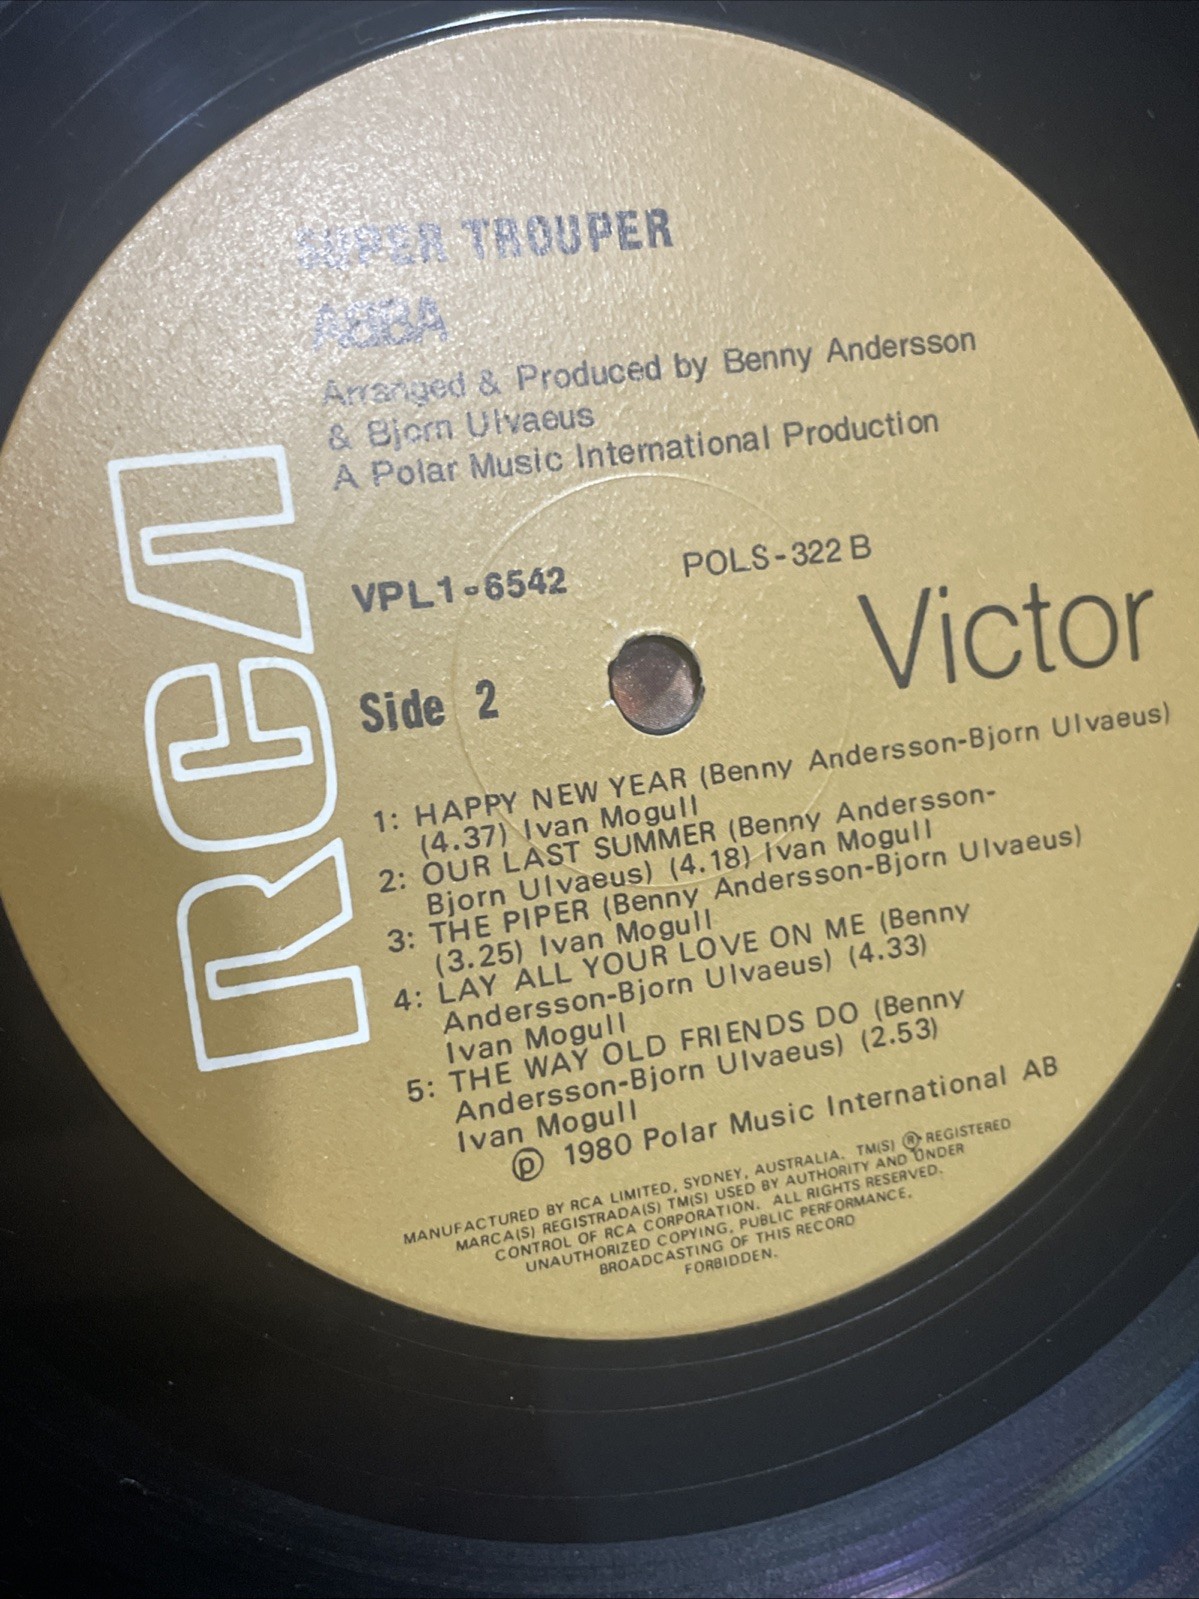 SUPER TROUPER
ABBA
Arranged & Produced by Benny Andersson
& Bjorn Ulvaeus
A Polar Music International Production
RCA
VPL1-6542
POLS-322 B
Victor
Side 2
1: HAPPY NEW YEAR (Benny Andersson-Bjorn Ulvaeus)
(4.37) Ivan Mogull
2: OUR LAST SUMMER (Benny Andersson-
Bjorn Ulvaeus) (4.18) Ivan Mogull
3: THE PIPER (Benny Andersson-Bjorn Ulvaeus)
(3.25) Ivan Mogull
4: LAY ALL YOUR LOVE ON ME (Benny
Andersson-Bjorn Ulvaeus) (4.33)
Ivan Mogull
5: THE WAY OLD FRIENDS DO (Benny
Andersson-Bjorn Ulvaeus) (2.53)
Ivan Mogull
℗ 1980 Polar Music International AB
MANUFACTURED BY RCA LIMITED, SYDNEY, AUSTRALIA. TM(S) ® REGISTERED
MARCA(S) REGISTRADA(S) TM(S) USED BY AUTHORITY AND UNDER
CONTROL OF RCA CORPORATION. ALL RIGHTS RESERVED.
UNAUTHORIZED COPYING, PUBLIC PERFORMANCE,
BROADCASTING OF THIS RECORD
FORBIDDEN.